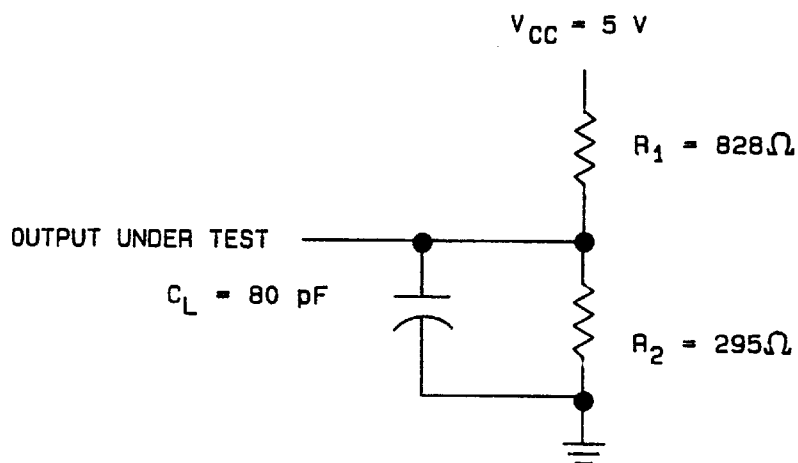 V_CC = 5 V
R_1 = 828Ω
OUTPUT UNDER TEST
C_L = 80 pF
R_2 = 295Ω